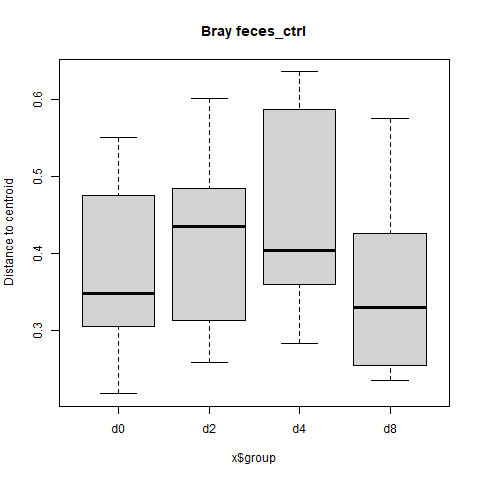 Bray feces_ctrl
Distance to centroid
0.6
0.5
0.4
0.3
d0 d2 d4 d8
x$group